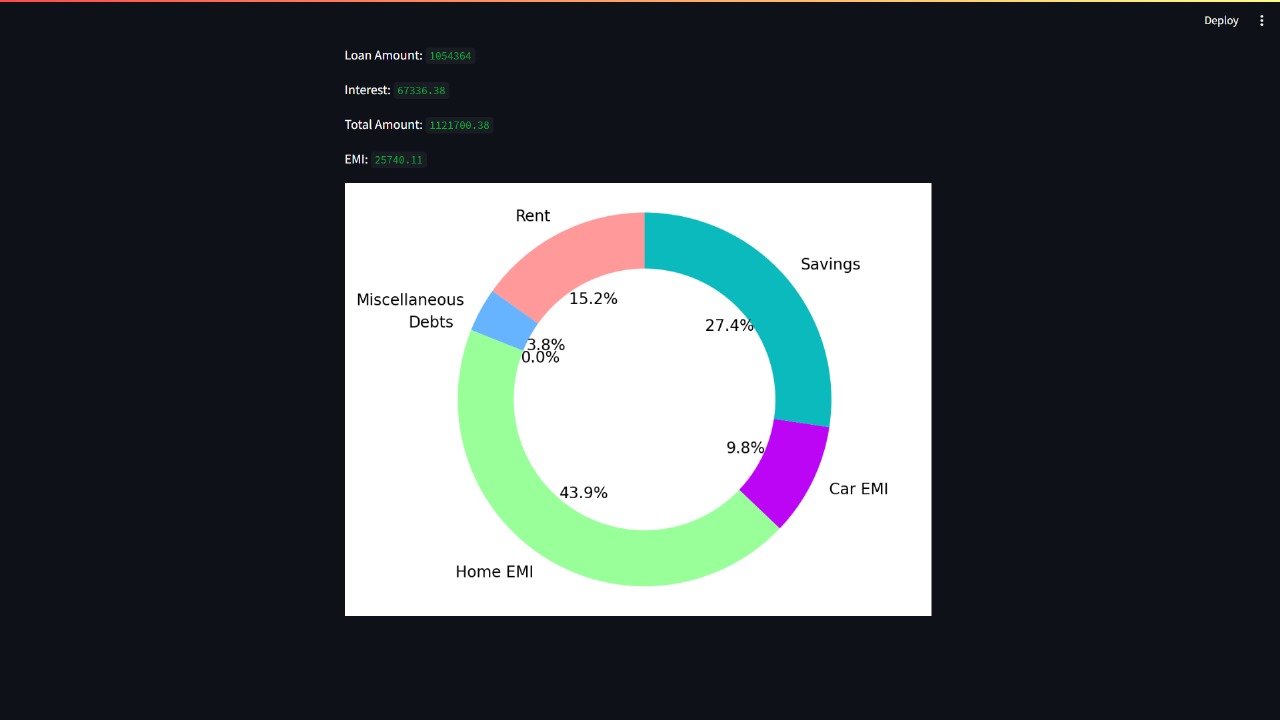 Deploy
Loan Amount: 1054364
Interest: 67336.38
Total Amount: 1121700.38
EMI: 25740.11
Rent
Savings
Miscellaneous
Debts
15.2%
27.4%
3.8%
0.0%
9.8%
43.9%
Car EMI
Home EMI